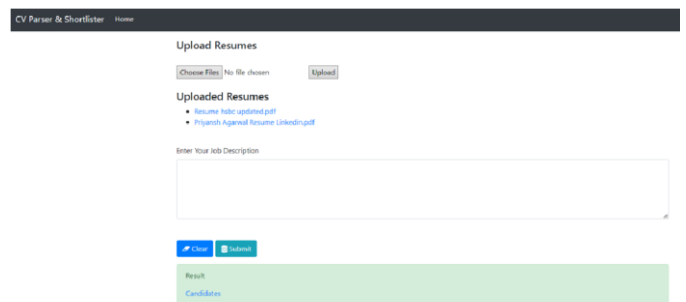 CV Parser & Shortlister Home
Upload Resumes
Choose Files No file chosen Upload
Uploaded Resumes
Resume hsbc updated.pdf
Priyansh Agarwal Resume Linkedin.pdf
Enter Your Job Description
Clear Submit
Result
Candidates